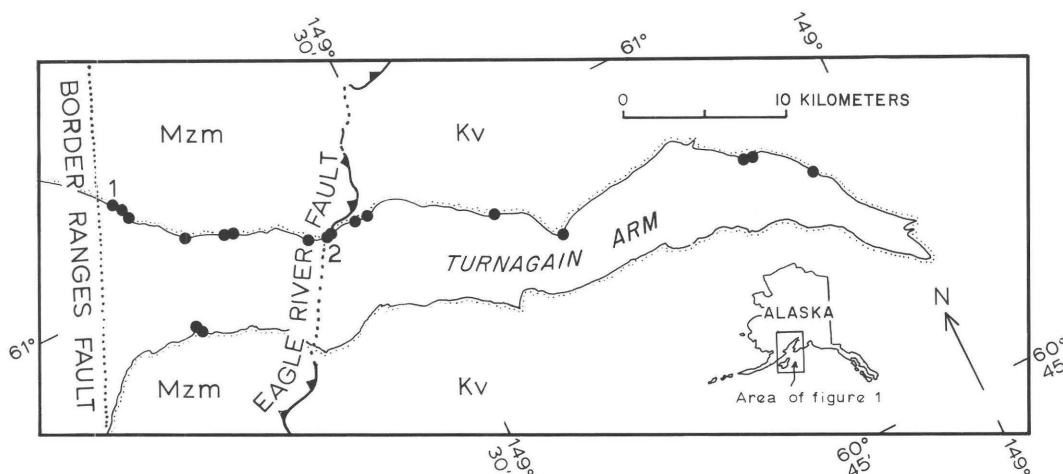 149°
30'
61°
149°
BORDER RANGES FAULT
Mzm
Kv
0 10 KILOMETERS
1
EAGLE RIVER FAULT
2
TURNAGAIN ARM
N
ALASKA
61°
60°
45'
Mzm
Kv
Area of figure 1
149°
30'
60°
45'
149°